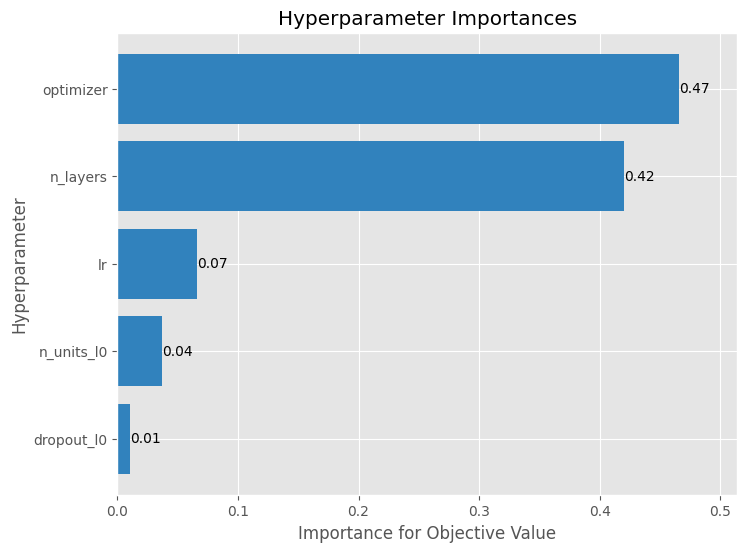 Hyperparameter Importances
Hyperparameter
optimizer
0.47
n_layers
0.42
lr
0.07
n_units_l0
0.04
dropout_l0
0.01
0.0 0.1 0.2 0.3 0.4 0.5
Importance for Objective Value